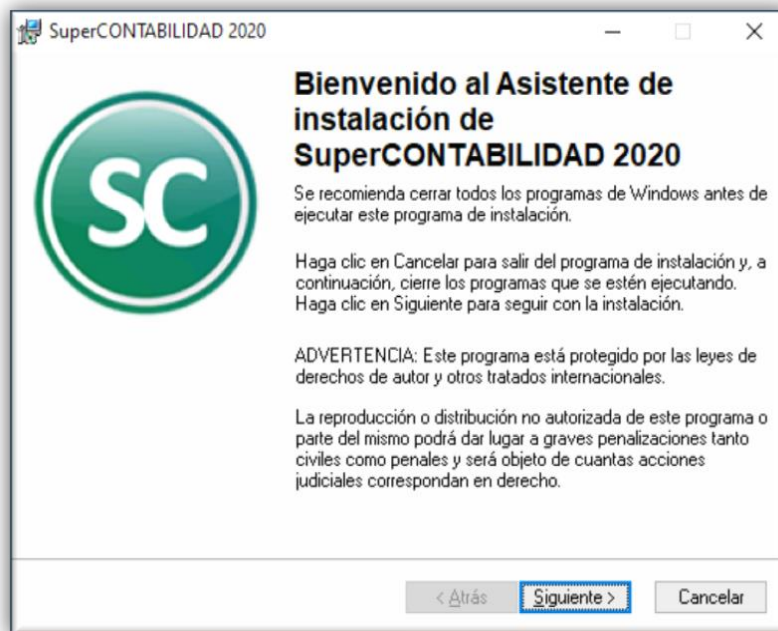 SuperCONTABILIDAD 2020
SC
Bienvenido al Asistente de
instalación de
SuperCONTABILIDAD 2020
Se recomienda cerrar todos los programas de Windows antes de
ejecutar este programa de instalación.
Haga clic en Cancelar para salir del programa de instalación y, a
continuación, cierre los programas que se estén ejecutando.
Haga clic en Siguiente para seguir con la instalación.
ADVERTENCIA: Este programa está protegido por las leyes de
derechos de autor y otros tratados internacionales.
La reproducción o distribución no autorizada de este programa o
parte del mismo podrá dar lugar a graves penalizaciones tanto
civiles como penales y será objeto de cuantas acciones
judiciales correspondan en derecho.
< Atrás Siguiente > Cancelar